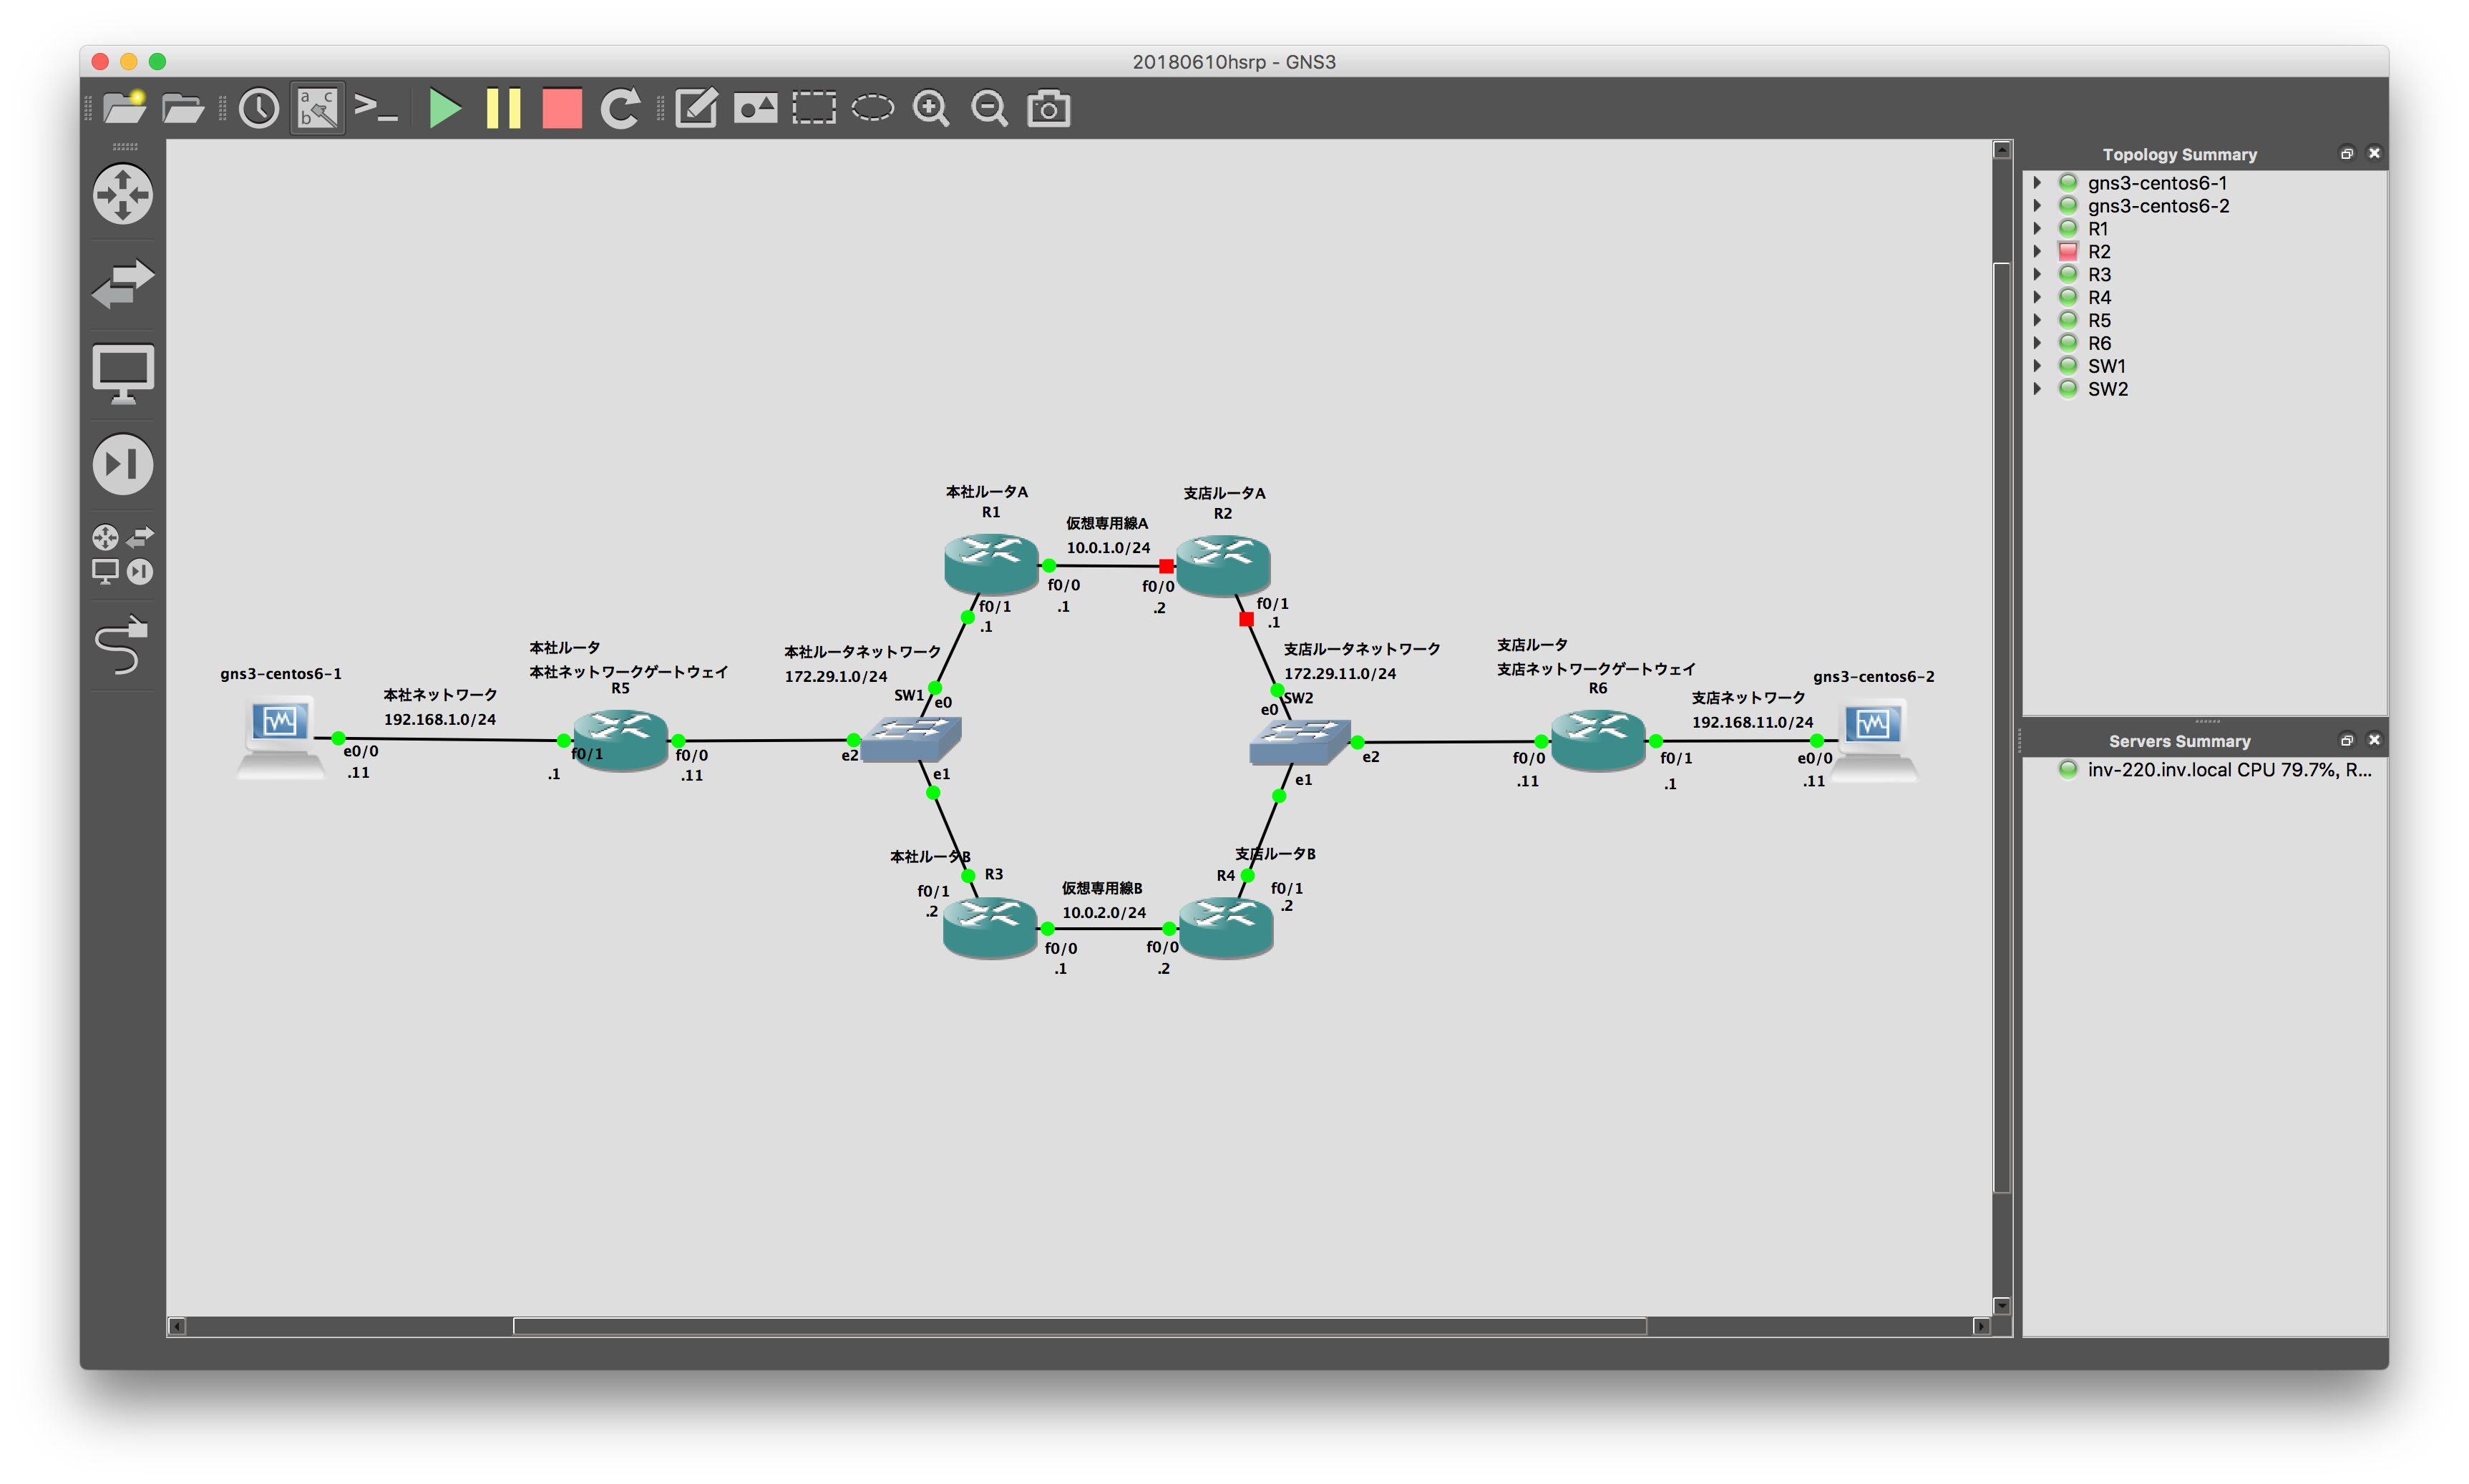 20180610hsrp - GNS3
a c
b
>_
Topology Summary
gns3-centos6-1
gns3-centos6-2
R1
R2
R3
R4
R5
R6
SW1
SW2
Servers Summary
inv-220.inv.local CPU 79.7%, R...
本社ルータA
R1
支店ルータA
R2
仮想専用線A
10.0.1.0/24
f0/0
.1
f0/0
.2
f0/1
.1
f0/1
.1
本社ルータネットワーク
172.29.1.0/24
支店ルータネットワーク
172.29.11.0/24
本社ルータ
本社ネットワークゲートウェイ
R5
支店ルータ
支店ネットワークゲートウェイ
R6
gns3-centos6-1
本社ネットワーク
192.168.1.0/24
e0/0
.11
f0/1
.1
f0/0
.11
SW1
e0
e2
e1
SW2
e0
e2
e1
f0/0
.11
f0/1
.1
支店ネットワーク
192.168.11.0/24
gns3-centos6-2
e0/0
.11
本社ルータB
R3
f0/1
.2
支店ルータB
R4
f0/1
.2
仮想専用線B
10.0.2.0/24
f0/0
.1
f0/0
.2